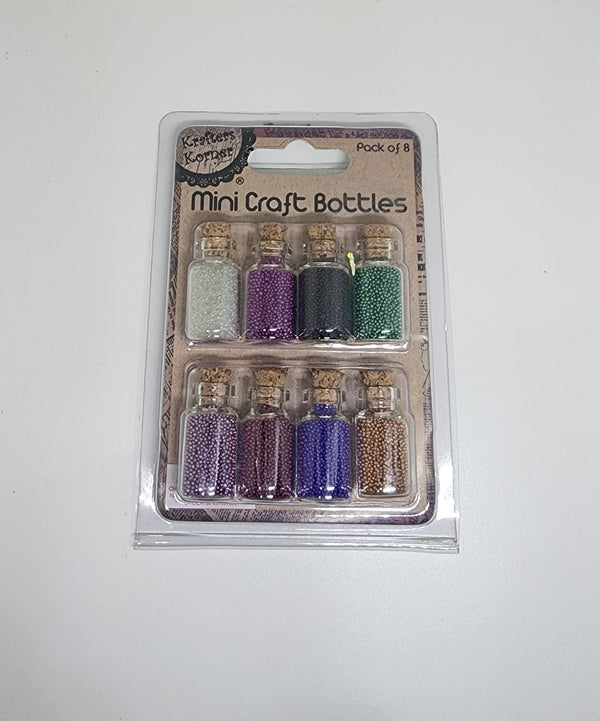 Krafters
Korner
®
Pack of 8
Mini Craft Bottles